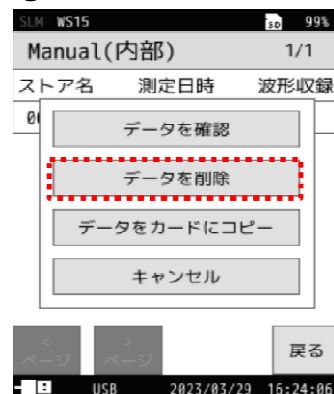 SLM WS15 SD 99%
Manual(内部) 1/1
ストア名 測定日時 波形収録
データを確認
データを削除
データをカードにコピー
キャンセル
< >
ページ ページ 戻る
USB 2023/03/29 16:24:06